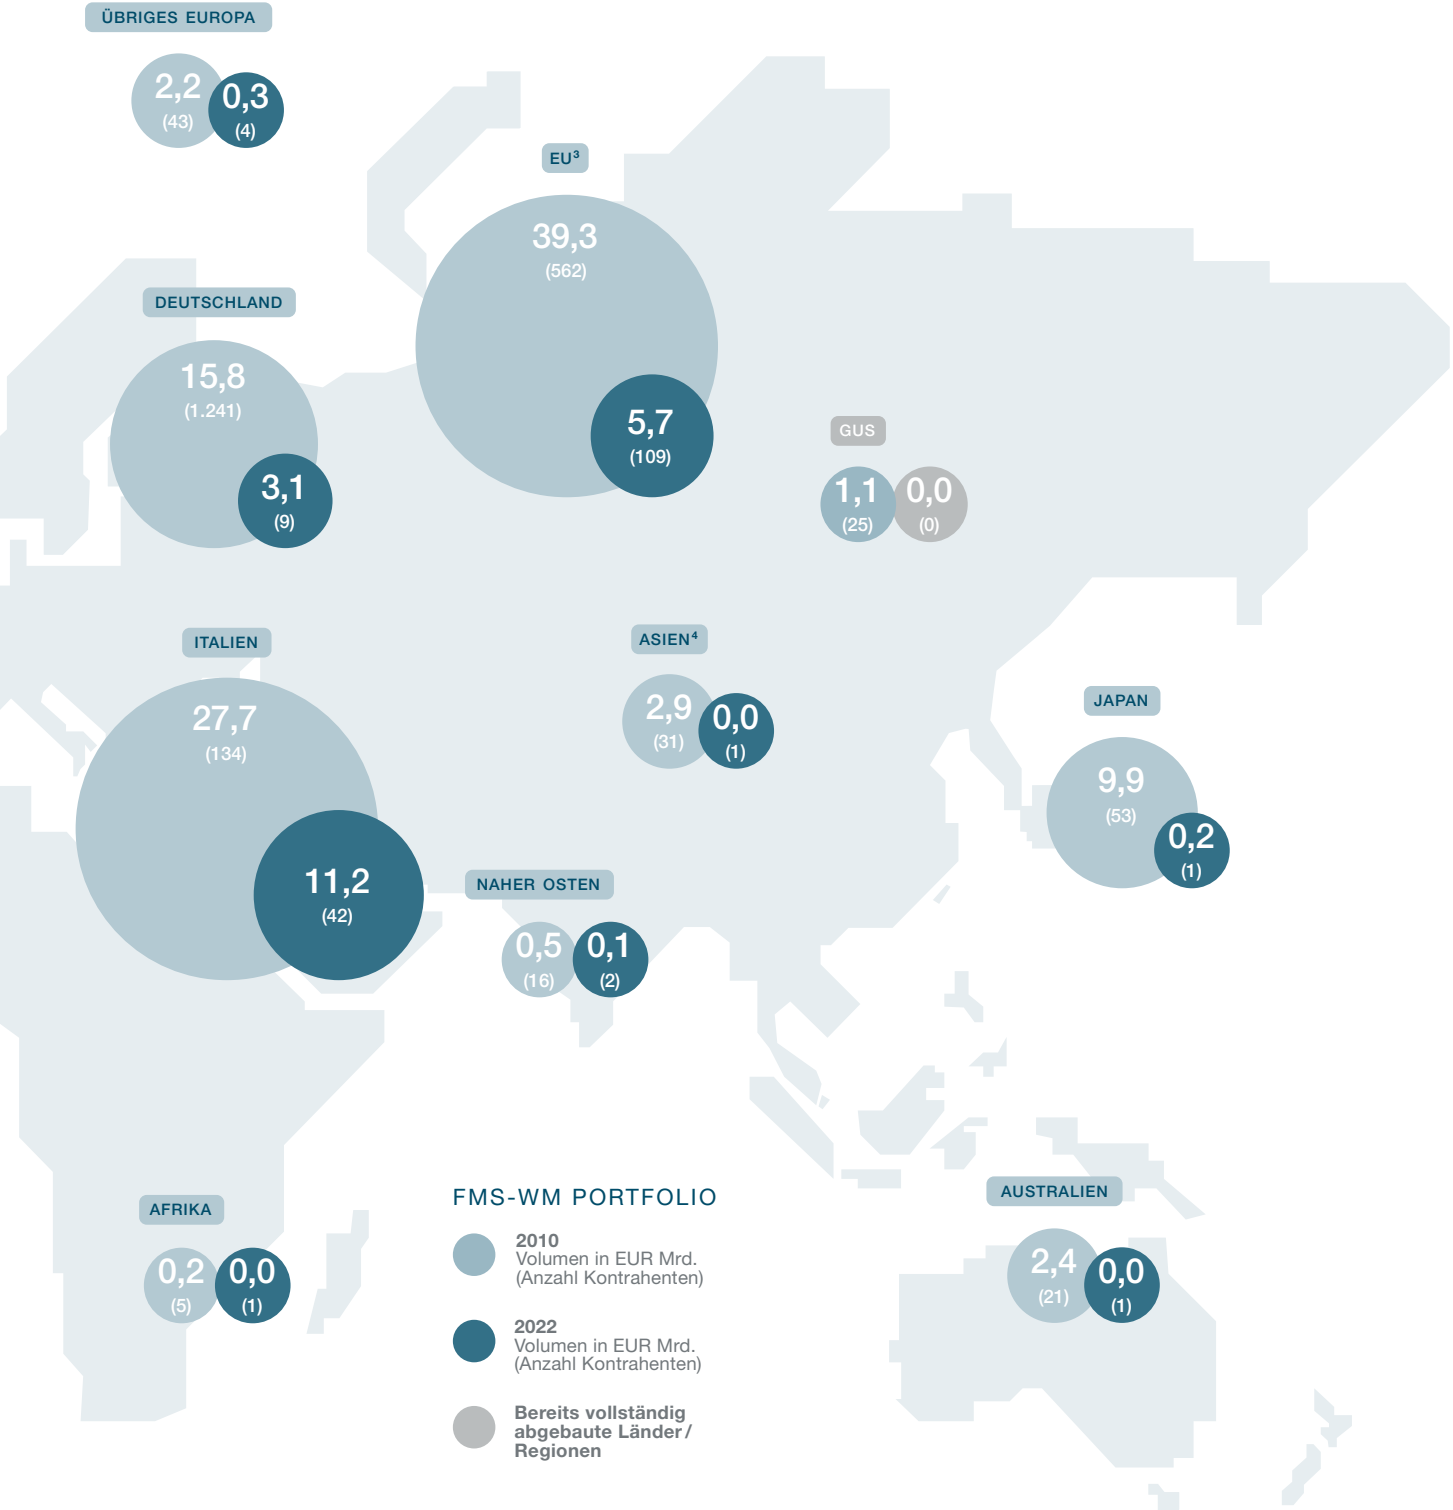 ÜBRIGES EUROPA
2,2
(43)
0,3
(4)
EU³
39,3
(562)
5,7
(109)
DEUTSCHLAND
15,8
(1.241)
3,1
(9)
GUS
1,1
(25)
0,0
(0)
ITALIEN
27,7
(134)
11,2
(42)
ASIEN⁴
2,9
(31)
0,0
(1)
JAPAN
9,9
(53)
0,2
(1)
NAHER OSTEN
0,5
(16)
0,1
(2)
AFRIKA
0,2
(5)
0,0
(1)
AUSTRALIEN
2,4
(21)
0,0
(1)
FMS-WM PORTFOLIO
2010
Volumen in EUR Mrd.
(Anzahl Kontrahenten)
2022
Volumen in EUR Mrd.
(Anzahl Kontrahenten)
Bereits vollständig
abgebaute Länder/
Regionen